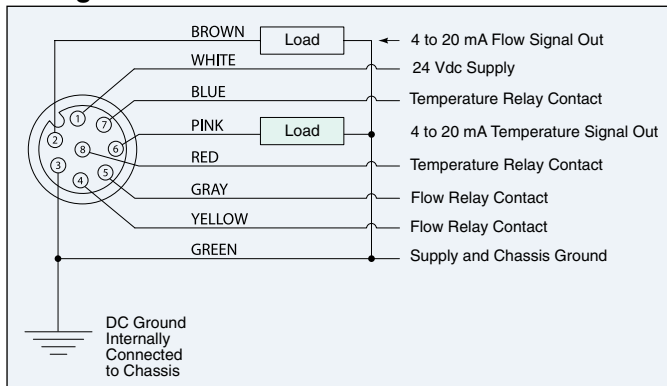 BROWN Load 4 to 20 mA Flow Signal Out
WHITE 24 Vdc Supply
BLUE Temperature Relay Contact
PINK Load 4 to 20 mA Temperature Signal Out
RED Temperature Relay Contact
GRAY Flow Relay Contact
YELLOW Flow Relay Contact
GREEN Supply and Chassis Ground
1
7
2
6
8
3
5
4
DC Ground
Internally
Connected
to Chassis